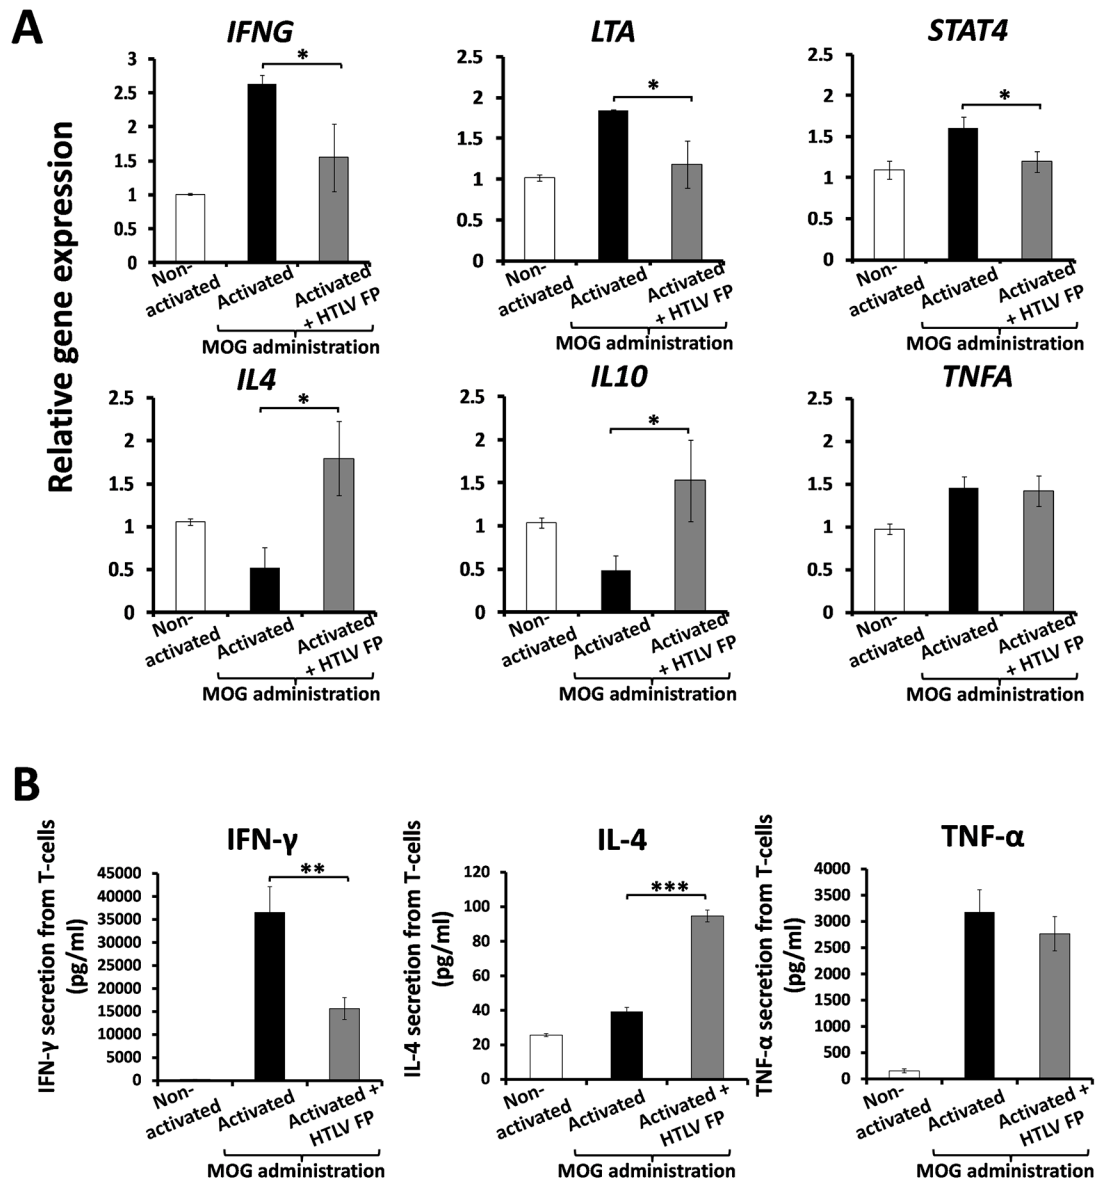 A
Relative gene expression
IFNG
3
2.5
2
1.5
1
0.5
0
*
Non-
activated
Activated
Activated
+ HTLV FP
MOG administration
LTA
2.5
2
1.5
1
0.5
0
*
Non-
activated
Activated
Activated
+ HTLV FP
MOG administration
STAT4
2.5
2
1.5
1
0.5
0
*
Non-
activated
Activated
Activated
+ HTLV FP
MOG administration
IL4
2.5
2
1.5
1
0.5
0
*
Non-
activated
Activated
Activated
+ HTLV FP
MOG administration
IL10
2.5
2
1.5
1
0.5
0
*
Non-
activated
Activated
Activated
+ HTLV FP
MOG administration
TNFA
2.5
2
1.5
1
0.5
0
Non-
activated
Activated
Activated
+ HTLV FP
MOG administration
B
IFN-γ
IFN-γ secretion from T-cells
(pg/ml)
45000
40000
35000
30000
25000
20000
15000
10000
5000
0
**
Non-
activated
Activated
Activated +
HTLV FP
MOG administration
IL-4
IL-4 secretion from T-cells
(pg/ml)
120
100
80
60
40
20
0
***
Non-
activated
Activated
Activated +
HTLV FP
MOG administration
TNF-α
TNF-α secretion from T-cells
(pg/ml)
4000
3500
3000
2500
2000
1500
1000
500
0
Non-
activated
Activated
Activated +
HTLV FP
MOG administration